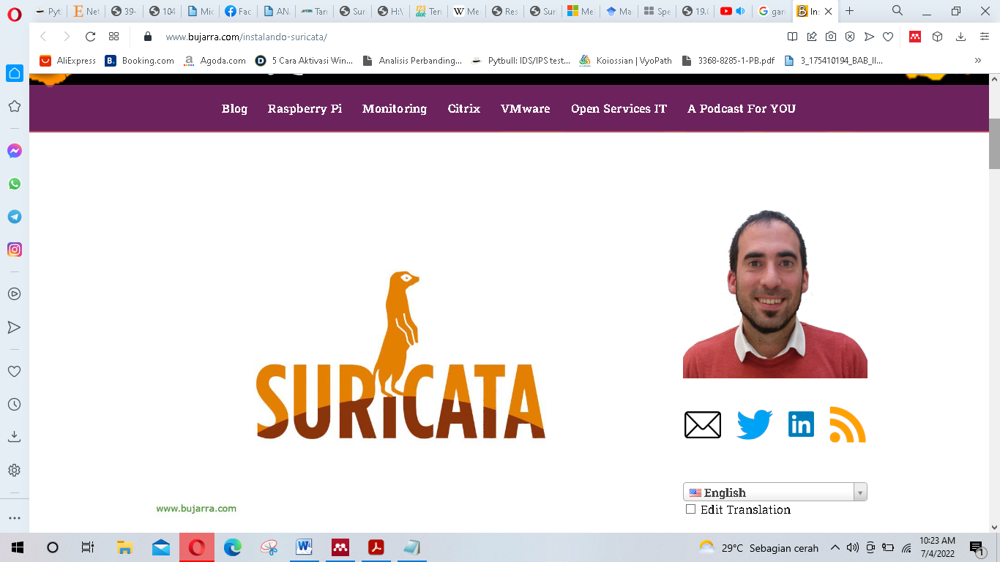 Pyt
Net
39-
104
Mic
Fac
AN
Tan
Sur
H:\
Ten
Me
Res
Sur
Me
Ma
Spe
19.0
gar
Ins
www.bujarra.com/instalando-suricata/
AliExpress
Booking.com
Agoda.com
5 Cara Aktivasi Win...
Analisis Perbanding...
Pytbull: IDS/IPS test...
Koiossian | VyoPath
3368-8285-1-PB.pdf
3_175410194_BAB_II...
Blog Raspberry Pi Monitoring Citrix VMware Open Services IT A Podcast For YOU
SURICATA
www.bujarra.com
in
English
Edit Translation
29°C Sebagian cerah
10:23 AM
7/4/2022
1